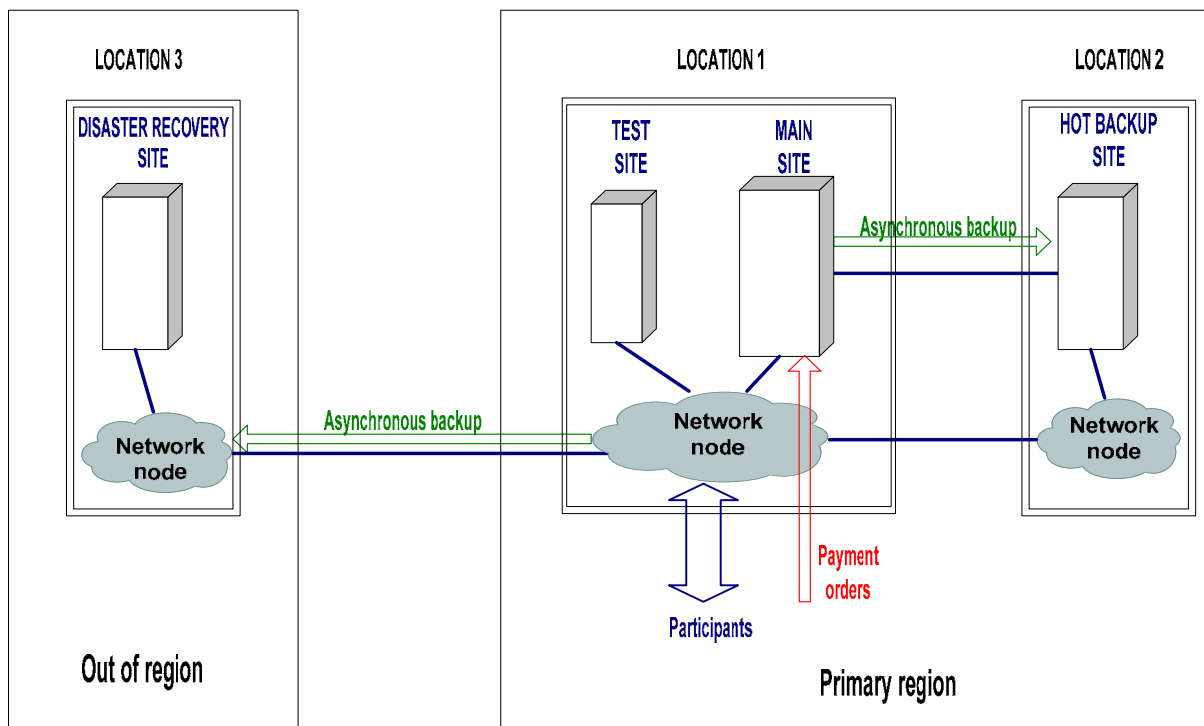 LOCATION 3
LOCATION 1
LOCATION 2
DISASTER RECOVERY
SITE
TEST
SITE
MAIN
SITE
HOT BACKUP
SITE
Asynchronous backup
Asynchronous backup
Network
node
Network
node
Network
node
Payment
orders
Participants
Out of region
Primary region